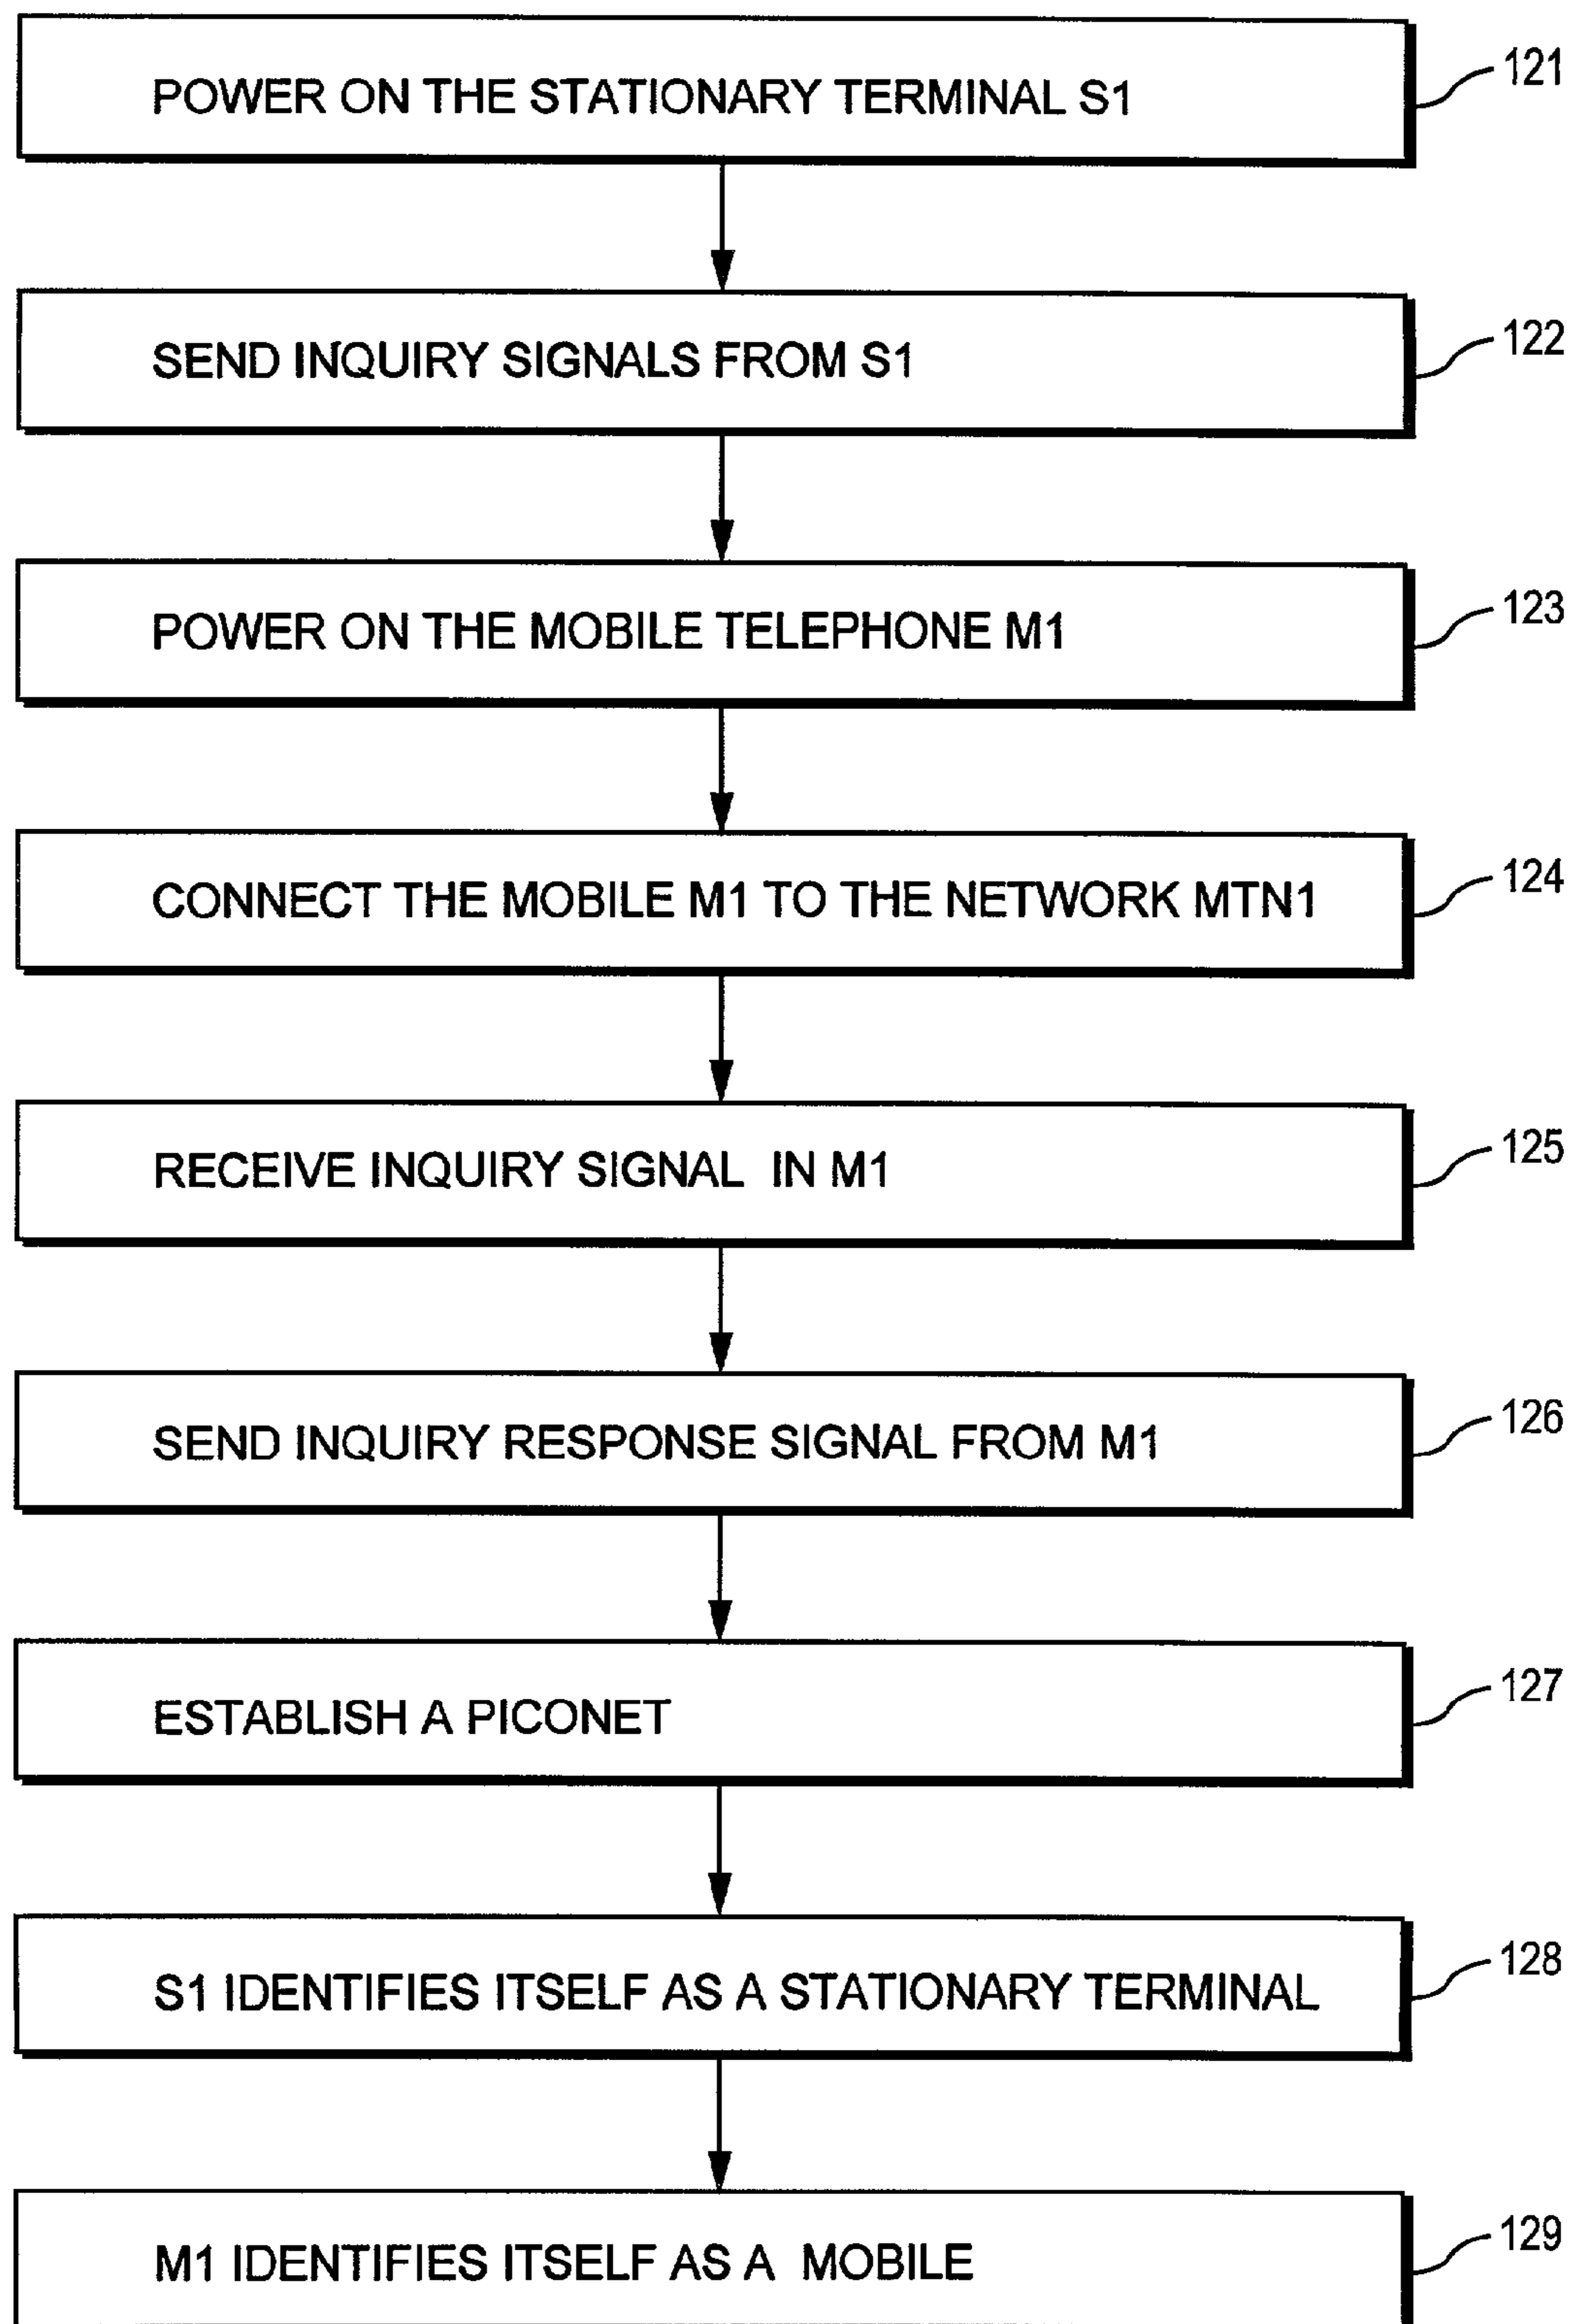 POWER ON THE STATIONARY TERMINAL S1
121
SEND INQUIRY SIGNALS FROM S1
122
POWER ON THE MOBILE TELEPHONE M1
123
CONNECT THE MOBILE M1 TO THE NETWORK MTN1
124
RECEIVE INQUIRY SIGNAL IN M1
125
SEND INQUIRY RESPONSE SIGNAL FROM M1
126
ESTABLISH A PICONET
127
S1 IDENTIFIES ITSELF AS A STATIONARY TERMINAL
128
M1 IDENTIFIES ITSELF AS A MOBILE
129